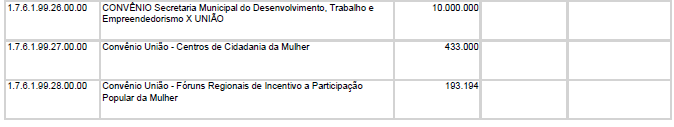 1.7.6.1.99.26.00.00 CONVÊNIO Secretaria Municipal do Desenvolvimento, Trabalho e 10.000.000
Empreendedorismo X UNIÃO
1.7.6.1.99.27.00.00 Convênio União - Centros de Cidadania da Mulher 433.000
1.7.6.1.99.28.00.00 Convênio União - Fóruns Regionais de Incentivo a Participação 193.194
Popular da Mulher